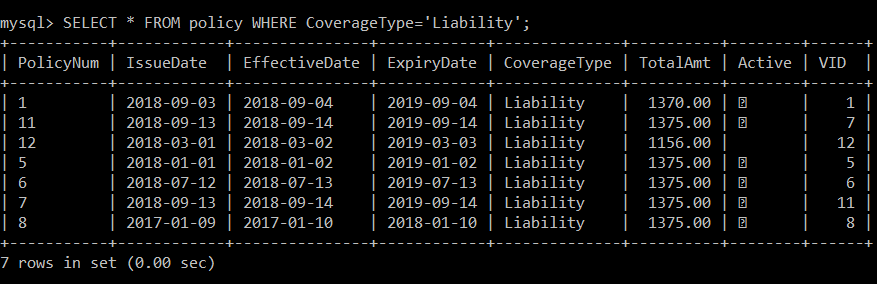 mysql> SELECT * FROM policy WHERE CoverageType='Liability';
+-----------+------------+---------------+------------+--------------+----------+--------+------+
| PolicyNum | IssueDate  | EffectiveDate | ExpiryDate | CoverageType | TotalAmt | Active | VID  |
+-----------+------------+---------------+------------+--------------+----------+--------+------+
| 1         | 2018-09-03 | 2018-09-04    | 2019-09-04 | Liability    |  1370.00 | ⍰      |    1 |
| 11        | 2018-09-13 | 2018-09-14    | 2019-09-14 | Liability    |  1375.00 | ⍰      |    7 |
| 12        | 2018-03-01 | 2018-03-02    | 2019-03-03 | Liability    |  1156.00 |        |   12 |
| 5         | 2018-01-01 | 2018-01-02    | 2019-01-02 | Liability    |  1375.00 | ⍰      |    5 |
| 6         | 2018-07-12 | 2018-07-13    | 2019-07-13 | Liability    |  1375.00 | ⍰      |    6 |
| 7         | 2018-09-13 | 2018-09-14    | 2019-09-14 | Liability    |  1375.00 | ⍰      |   11 |
| 8         | 2017-01-09 | 2017-01-10    | 2018-01-10 | Liability    |  1375.00 | ⍰      |    8 |
+-----------+------------+---------------+------------+--------------+----------+--------+------+
7 rows in set (0.00 sec)